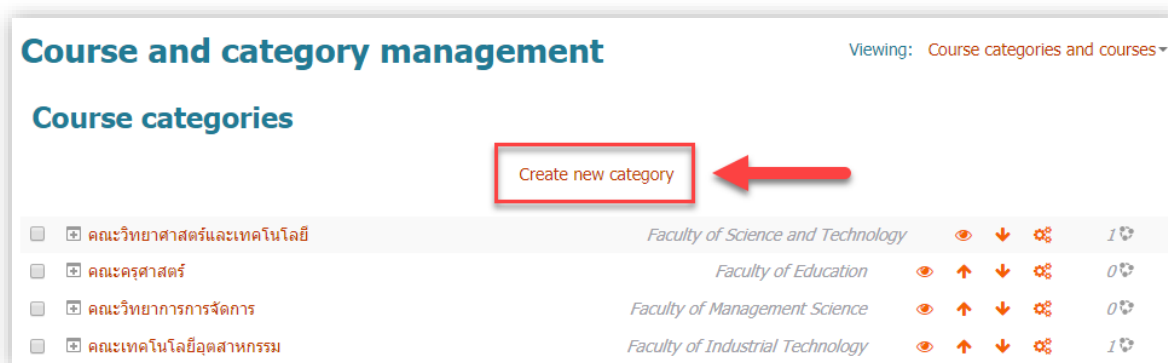 Course and category management Viewing: Course categories and courses
Course categories
Create new category
คณะวิทยาศาสตร์และเทคโนโลยี Faculty of Science and Technology 1
คณะครุศาสตร์ Faculty of Education 0
คณะวิทยาการการจัดการ Faculty of Management Science 0
คณะเทคโนโลยีอุตสาหกรรม Faculty of Industrial Technology 1